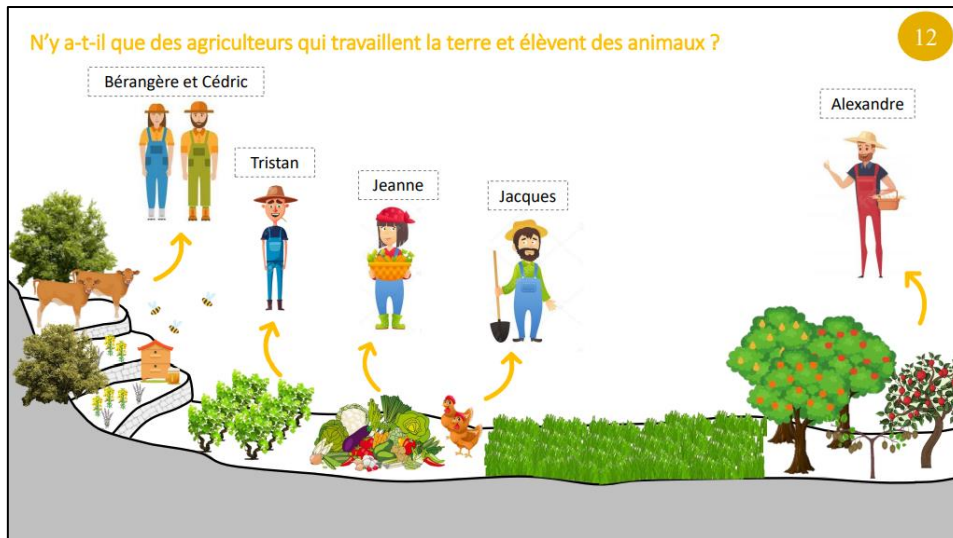 N'y a-t-il que des agriculteurs qui travaillent la terre et élèvent des animaux ?
12
Bérangère et Cédric
Alexandre
Tristan
Jeanne
Jacques